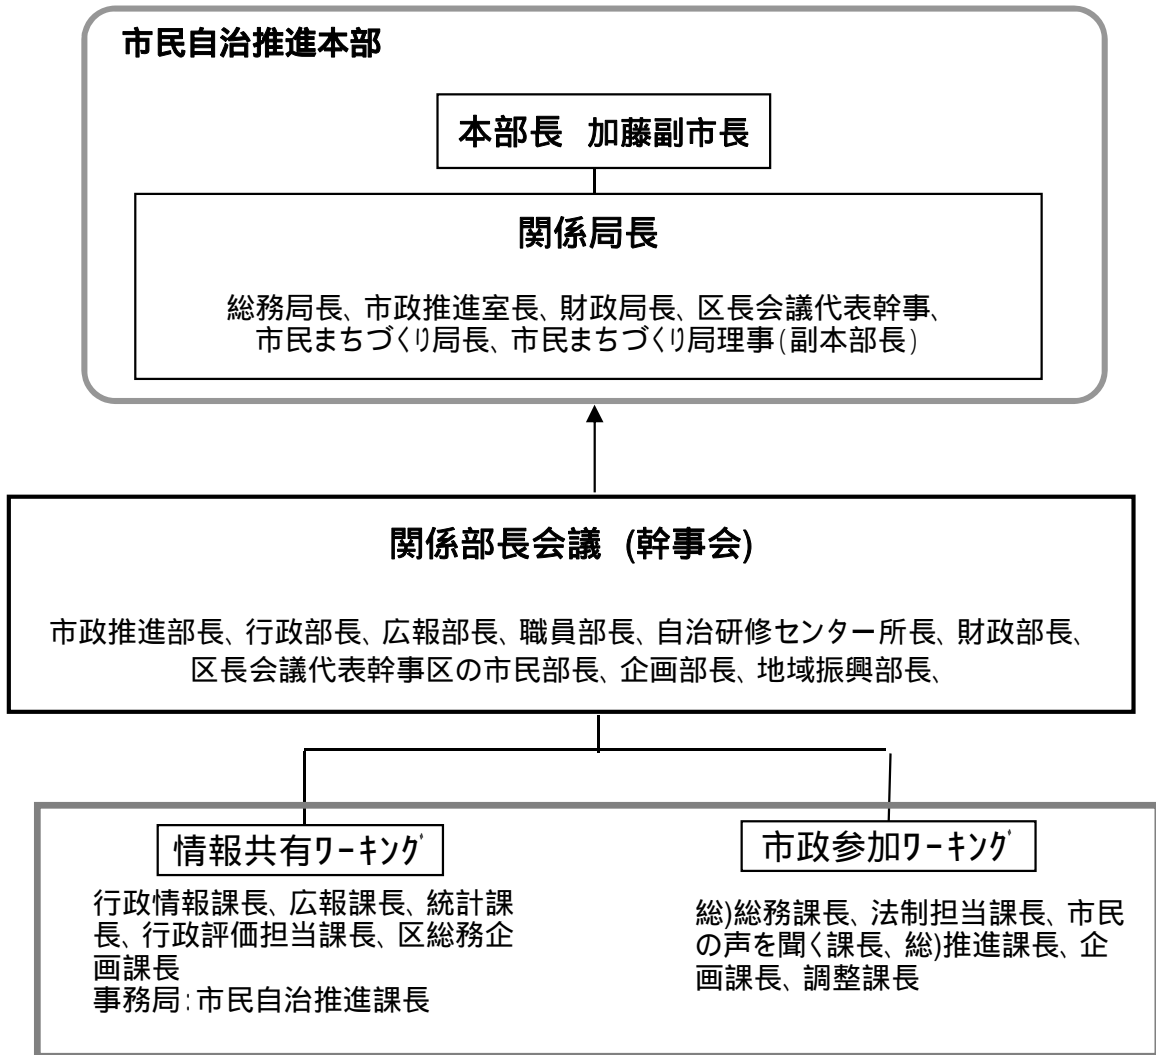 市民自治推進本部
本部長 加藤副市長
関係局長
総務局長、市政推進室長、財政局長、区長会議代表幹事、
市民まちづくり局長、市民まちづくり局理事(副本部長)
関係部長会議 (幹事会)
市政推進部長、行政部長、広報部長、職員部長、自治研修センター所長、財政部長、
区長会議代表幹事区の市民部長、企画部長、地域振興部長、
情報共有ﾜｰｷﾝｸﾞ
行政情報課長、広報課長、統計課
長、行政評価担当課長、区総務企
画課長
事務局:市民自治推進課長
市政参加ﾜｰｷﾝｸﾞ
総)総務課長、法制担当課長、市民
の声を聞く課長、総)推進課長、企
画課長、調整課長